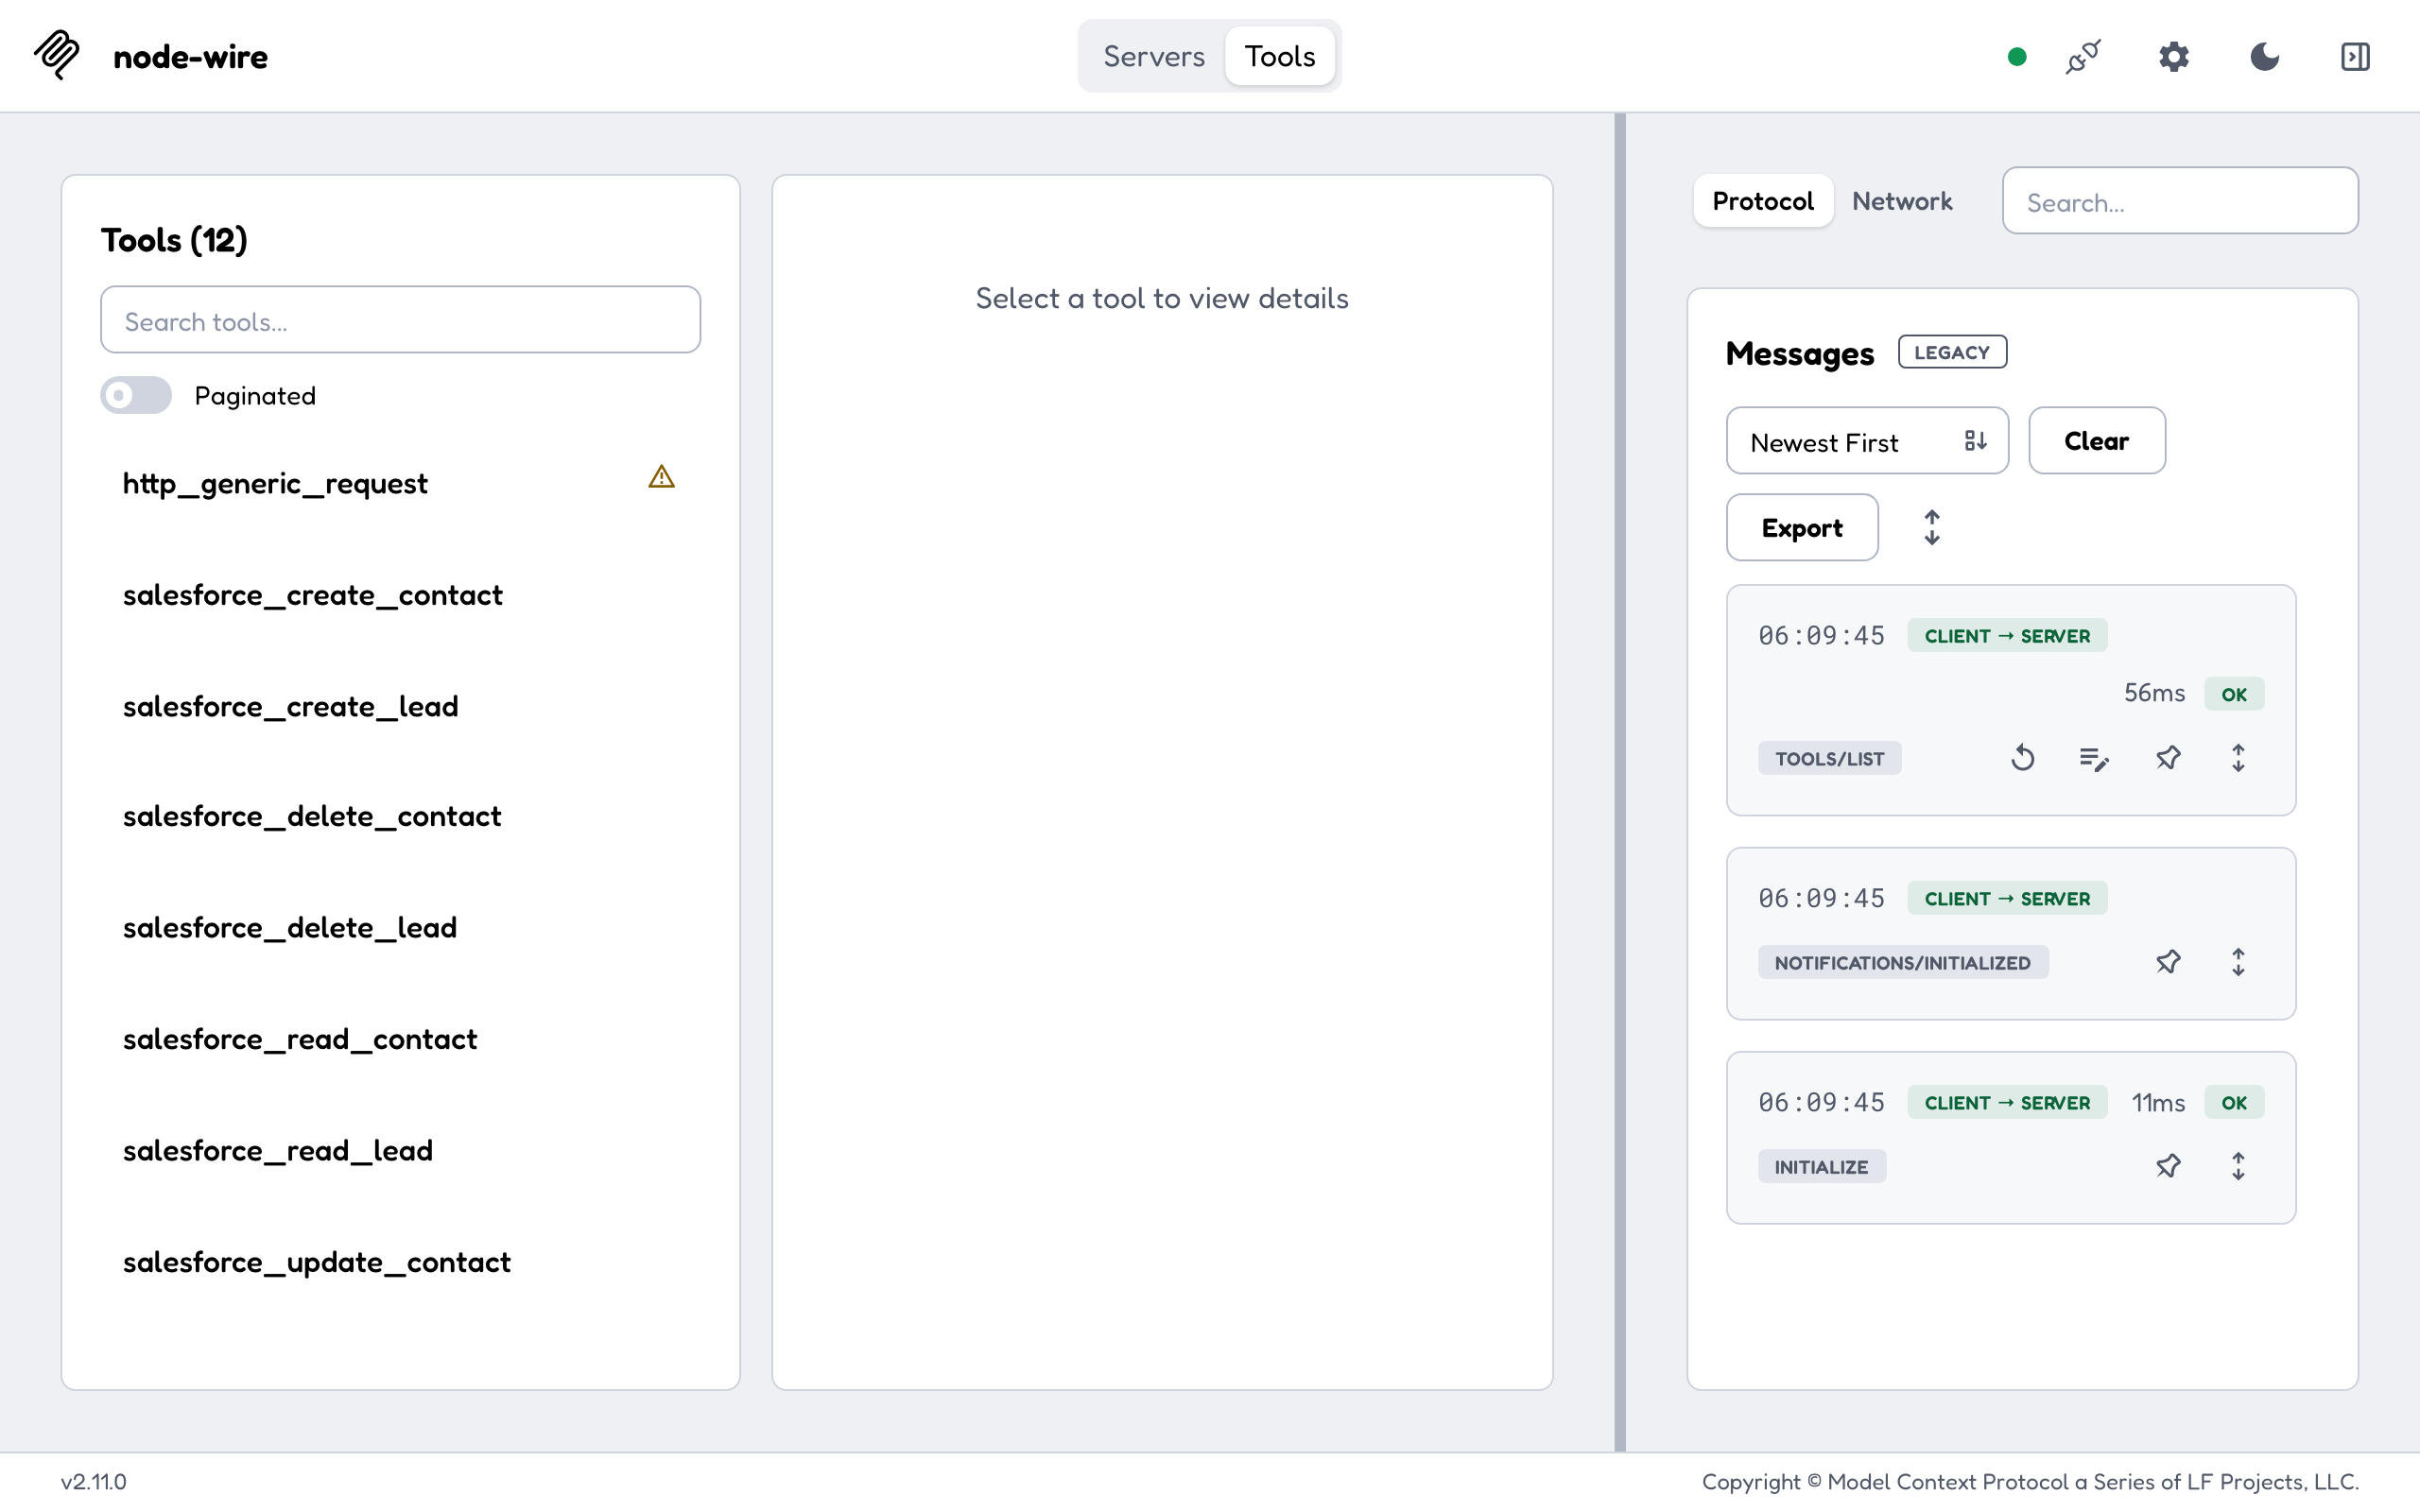 node-wire
Servers
Tools
Tools (12)
Search tools...
Paginated
http_generic_request
salesforce_create_contact
salesforce_create_lead
salesforce_delete_contact
salesforce_delete_lead
salesforce_read_contact
salesforce_read_lead
salesforce_update_contact
Select a tool to view details
Protocol
Network
Search...
Messages
LEGACY
Newest First
Clear
Export
06:09:45
CLIENT → SERVER
56ms
OK
TOOLS/LIST
06:09:45
CLIENT → SERVER
NOTIFICATIONS/INITIALIZED
06:09:45
CLIENT → SERVER
11ms
OK
INITIALIZE
v2.11.0
Copyright © Model Context Protocol a Series of LF Projects, LLC.